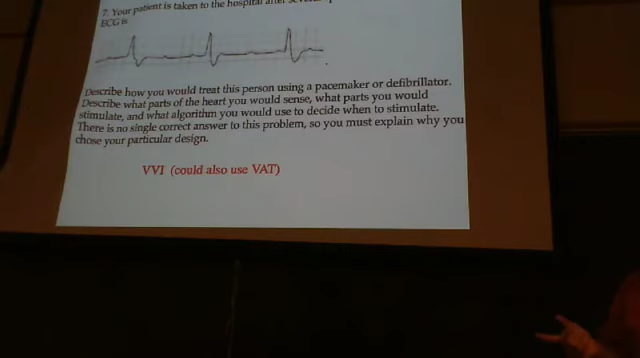 7. Your patient is taken to the hospital after
ECG is
Describe how you would treat this person using a pacemaker or defibrillator.
Describe what parts of the heart you would sense, what parts you would
stimulate, and what algorithm you would use to decide when to stimulate.
There is no single correct answer to this problem, so you must explain why you
chose your particular design.
VVI (could also use VAT)